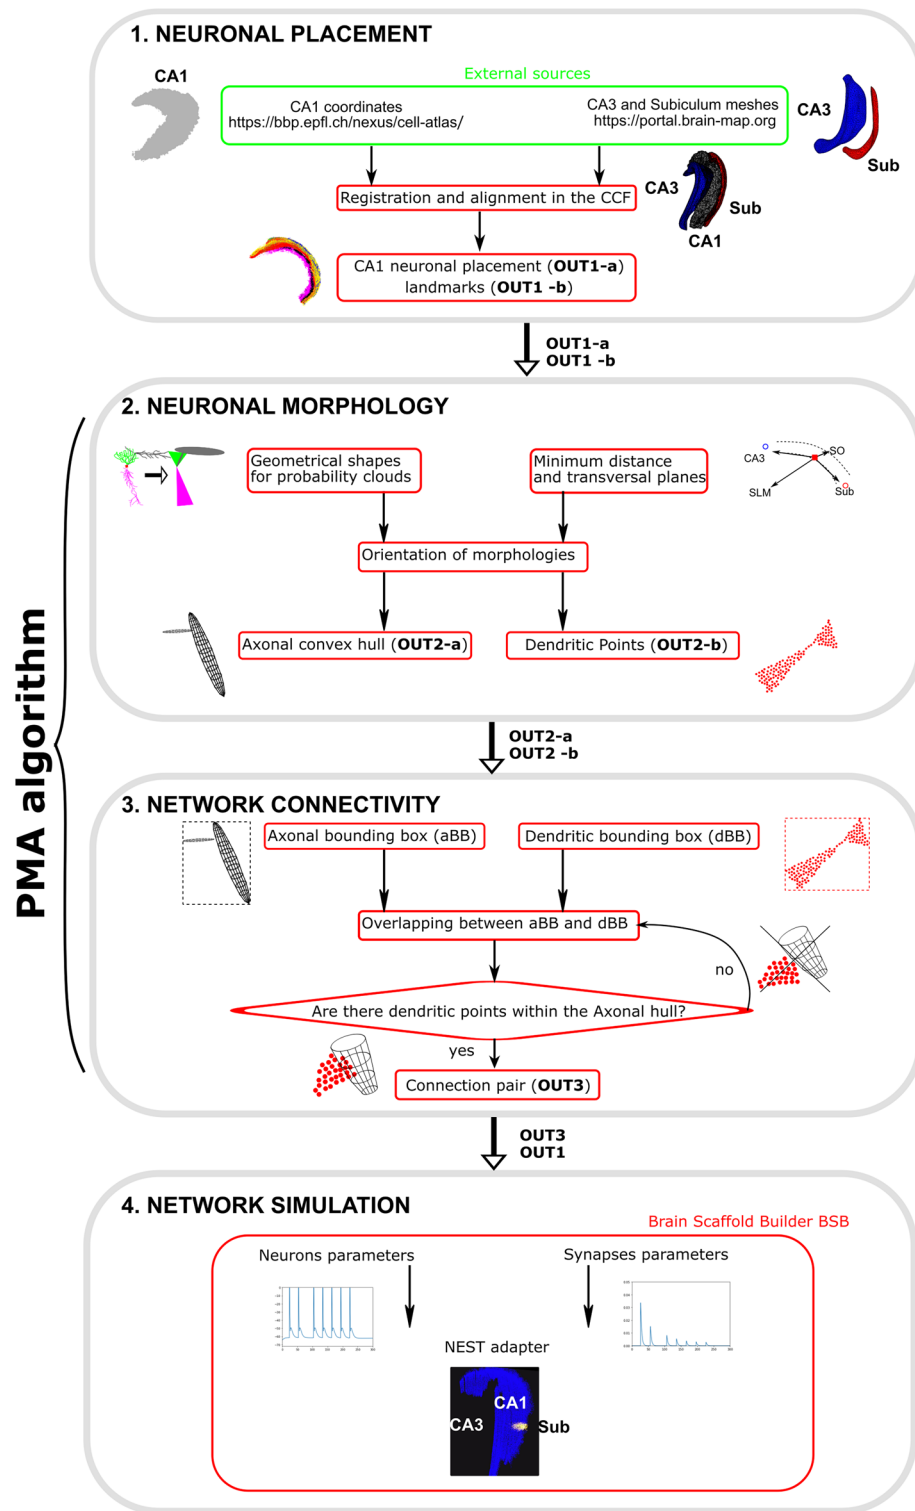 1. NEURONAL PLACEMENT
CA1
External sources
CA1 coordinates
https://bbp.epfl.ch/nexus/cell-atlas/
CA3 and Subiculum meshes
https://portal.brain-map.org
CA3
Sub
Registration and alignment in the CCF
CA3
Sub
CA1
CA1 neuronal placement (OUT1-a)
landmarks (OUT1 -b)
OUT1-a
OUT1 -b
PMA algorithm
2. NEURONAL MORPHOLOGY
Geometrical shapes
for probability clouds
Minimum distance
and transversal planes
CA3
SO
SLM
Sub
Orientation of morphologies
Axonal convex hull (OUT2-a)
Dendritic Points (OUT2-b)
OUT2-a
OUT2 -b
3. NETWORK CONNECTIVITY
Axonal bounding box (aBB)
Dendritic bounding box (dBB)
Overlapping between aBB and dBB
no
Are there dendritic points within the Axonal hull?
yes
Connection pair (OUT3)
OUT3
OUT1
4. NETWORK SIMULATION
Brain Scaffold Builder BSB
Neurons parameters
Synapses parameters
NEST adapter
CA1
CA3
Sub